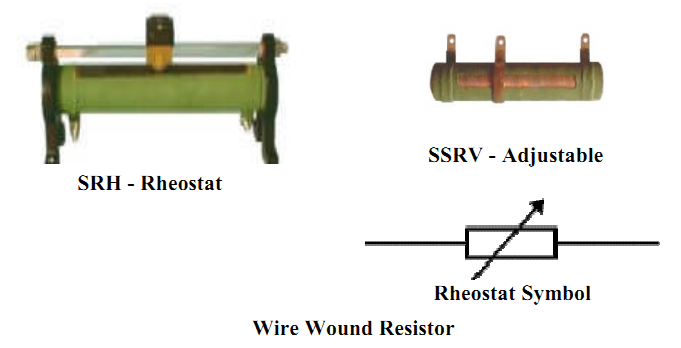 SRH - Rheostat
SSRV - Adjustable
Rheostat Symbol
Wire Wound Resistor